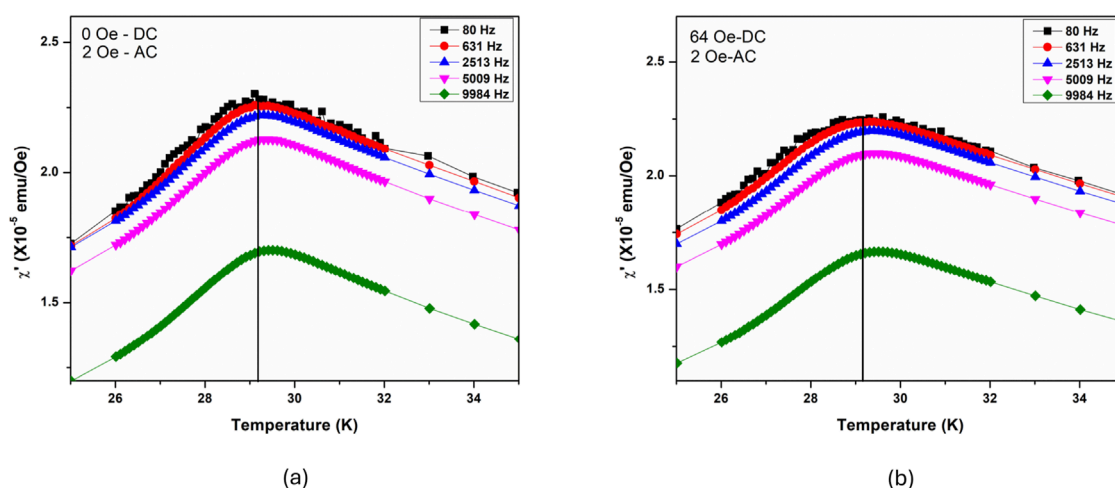 0 Oe - DC
2 Oe - AC
80 Hz
631 Hz
2513 Hz
5009 Hz
9984 Hz
2.5
2.0
1.5
χ' (X10⁻⁵ emu/Oe)
26 28 30 32 34
Temperature (K)
(a)
64 Oe-DC
2 Oe-AC
80 Hz
631 Hz
2513 Hz
5009 Hz
9984 Hz
2.5
2.0
1.5
χ' (X10⁻⁵ emu/Oe)
26 28 30 32 34
Temperature (K)
(b)